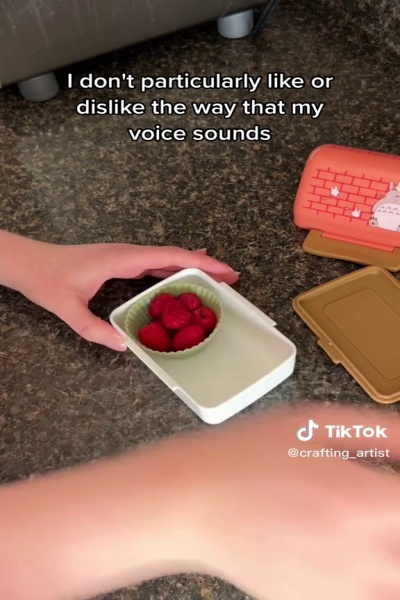 I don't particularly like or
dislike the way that my
voice sounds
TikTok
@crafting_artist